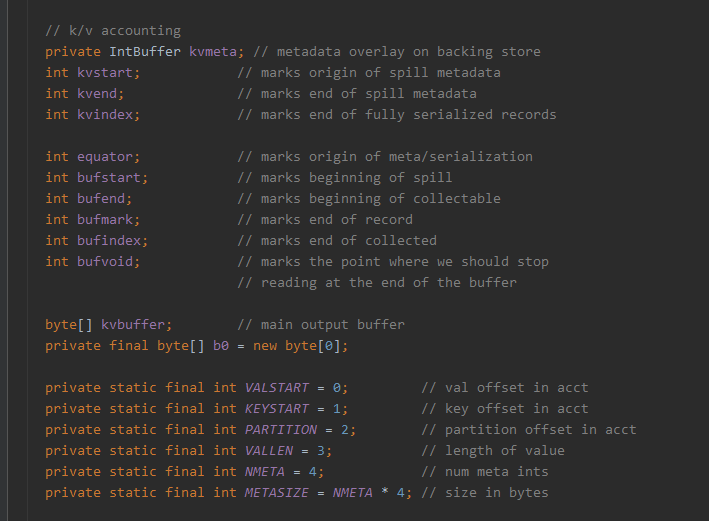 // k/v accounting
private IntBuffer kvmeta; // metadata overlay on backing store
int kvstart;            // marks origin of spill metadata
int kvend;              // marks end of spill metadata
int kvindex;            // marks end of fully serialized records

int equator;            // marks origin of meta/serialization
int bufstart;           // marks beginning of spill
int bufend;             // marks beginning of collectable
int bufmark;            // marks end of record
int bufindex;           // marks end of collected
int bufvoid;            // marks the point where we should stop
                        // reading at the end of the buffer

byte[] kvbuffer;        // main output buffer
private final byte[] b0 = new byte[0];

private static final int VALSTART = 0;         // val offset in acct
private static final int KEYSTART = 1;         // key offset in acct
private static final int PARTITION = 2;        // partition offset in acct
private static final int VALLEN = 3;           // length of value
private static final int NMETA = 4;            // num meta ints
private static final int METASIZE = NMETA * 4; // size in bytes